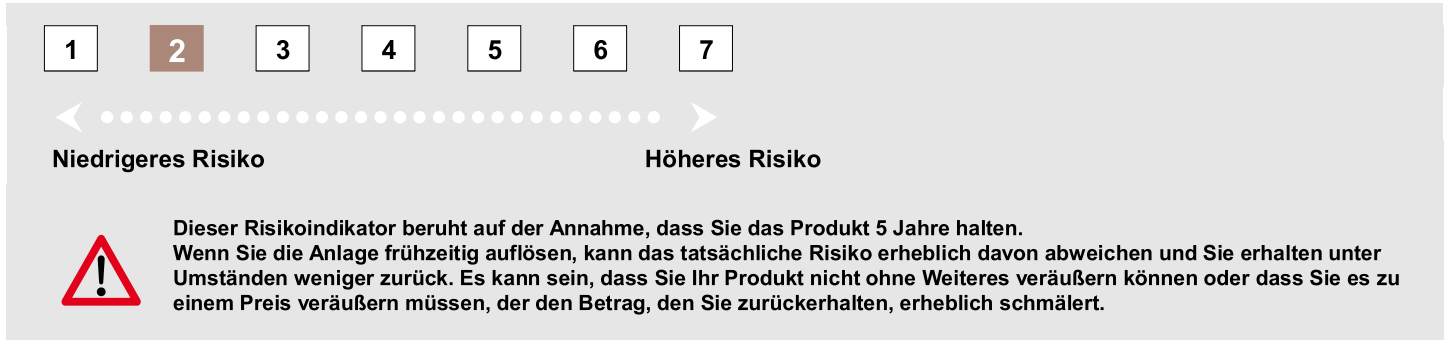 1 2 3 4 5 6 7
Niedrigeres Risiko Höheres Risiko
Dieser Risikoindikator beruht auf der Annahme, dass Sie das Produkt 5 Jahre halten.
Wenn Sie die Anlage frühzeitig auflösen, kann das tatsächliche Risiko erheblich davon abweichen und Sie erhalten unter
Umständen weniger zurück. Es kann sein, dass Sie Ihr Produkt nicht ohne Weiteres veräußern können oder dass Sie es zu
einem Preis veräußern müssen, der den Betrag, den Sie zurückerhalten, erheblich schmälert.